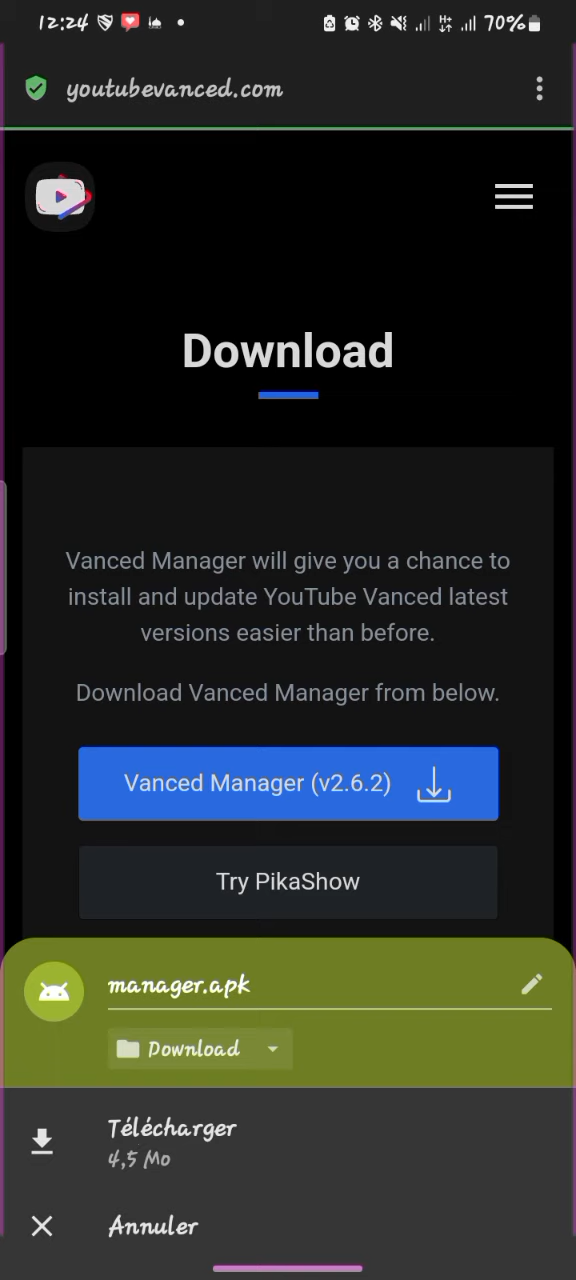 12:24
70%
youtubevanced.com
Download
Vanced Manager will give you a chance to
install and update YouTube Vanced latest
versions easier than before.
Download Vanced Manager from below.
Vanced Manager (v2.6.2)
Try PikaShow
manager.apk
Download
Télécharger
4,5 Mo
Annuler